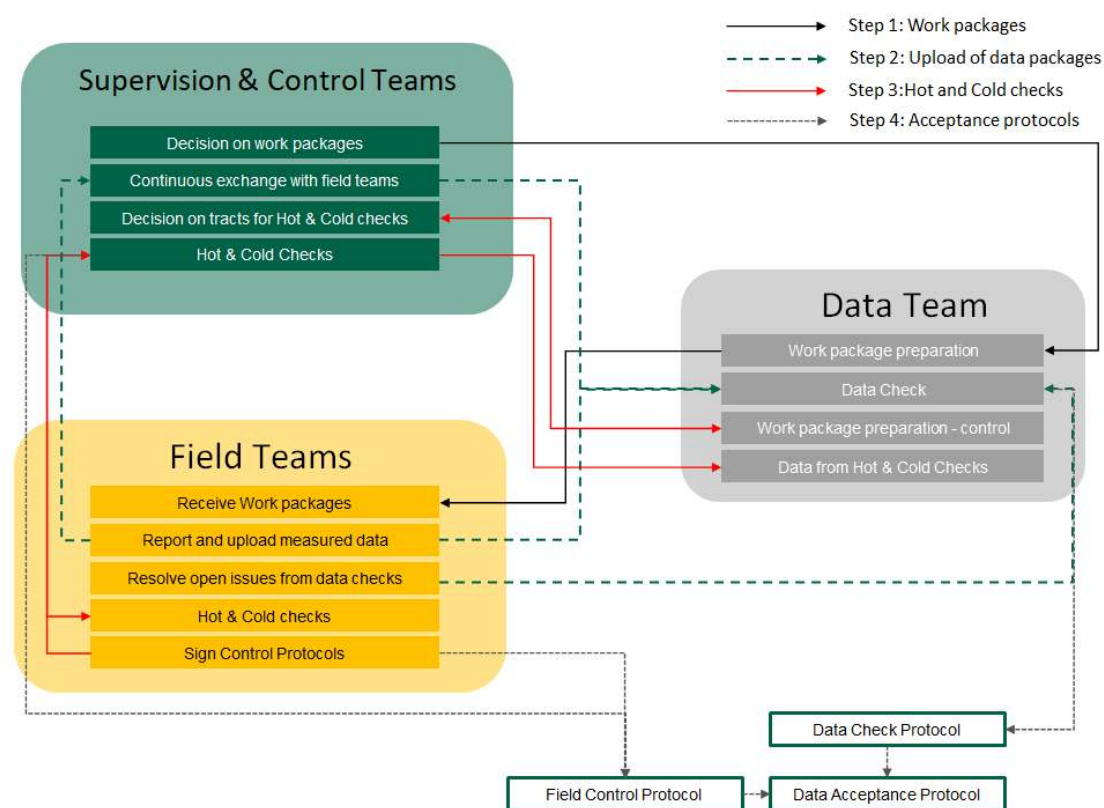 Step 1: Work packages
Step 2: Upload of data packages
Step 3:Hot and Cold checks
Step 4: Acceptance protocols
Supervision & Control Teams
Decision on work packages
Continuous exchange with field teams
Decision on tracts for Hot & Cold checks
Hot & Cold Checks
Data Team
Work package preparation
Data Check
Work package preparation - control
Data from Hot & Cold Checks
Field Teams
Receive Work packages
Report and upload measured data
Resolve open issues from data checks
Hot & Cold checks
Sign Control Protocols
Data Check Protocol
Field Control Protocol
Data Acceptance Protocol